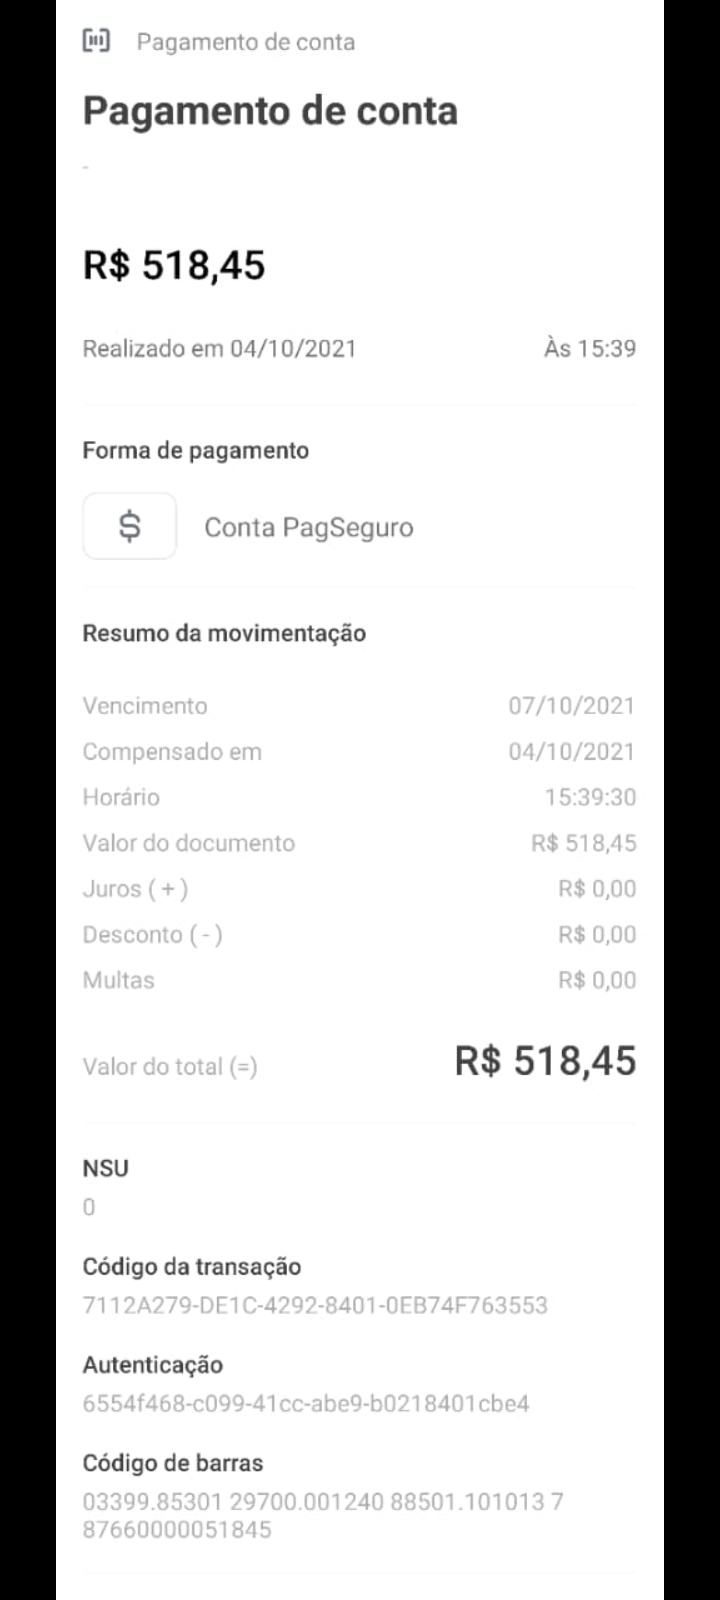 Pagamento de conta
Pagamento de conta
-
R$ 518,45
Realizado em 04/10/2021 Às 15:39
Forma de pagamento
$ Conta PagSeguro
Resumo da movimentação
Vencimento 07/10/2021
Compensado em 04/10/2021
Horário 15:39:30
Valor do documento R$ 518,45
Juros ( + ) R$ 0,00
Desconto ( - ) R$ 0,00
Multas R$ 0,00
Valor do total (=) R$ 518,45
NSU
0
Código da transação
7112A279-DE1C-4292-8401-0EB74F763553
Autenticação
6554f468-c099-41cc-abe9-b0218401cbe4
Código de barras
03399.85301 29700.001240 88501.101013 7
87660000051845